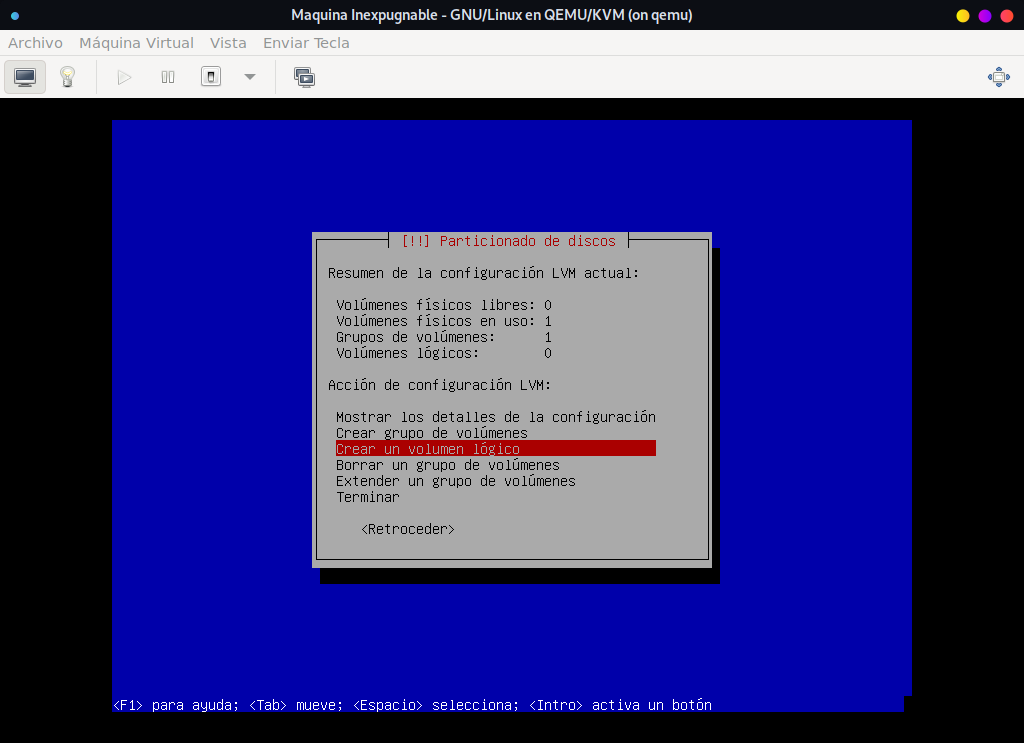 Maquina Inexpugnable - GNU/Linux en QEMU/KVM (on qemu)
Archivo Máquina Virtual Vista Enviar Tecla
[!!] Particionado de discos
Resumen de la configuración LVM actual:
Volúmenes físicos libres: 0
Volúmenes físicos en uso: 1
Grupos de volúmenes: 1
Volúmenes lógicos: 0
Acción de configuración LVM:
Mostrar los detalles de la configuración
Crear grupo de volúmenes
Crear un volumen lógico
Borrar un grupo de volúmenes
Extender un grupo de volúmenes
Terminar
<Retroceder>
<F1> para ayuda; <Tab> mueve; <Espacio> selecciona; <Intro> activa un botón